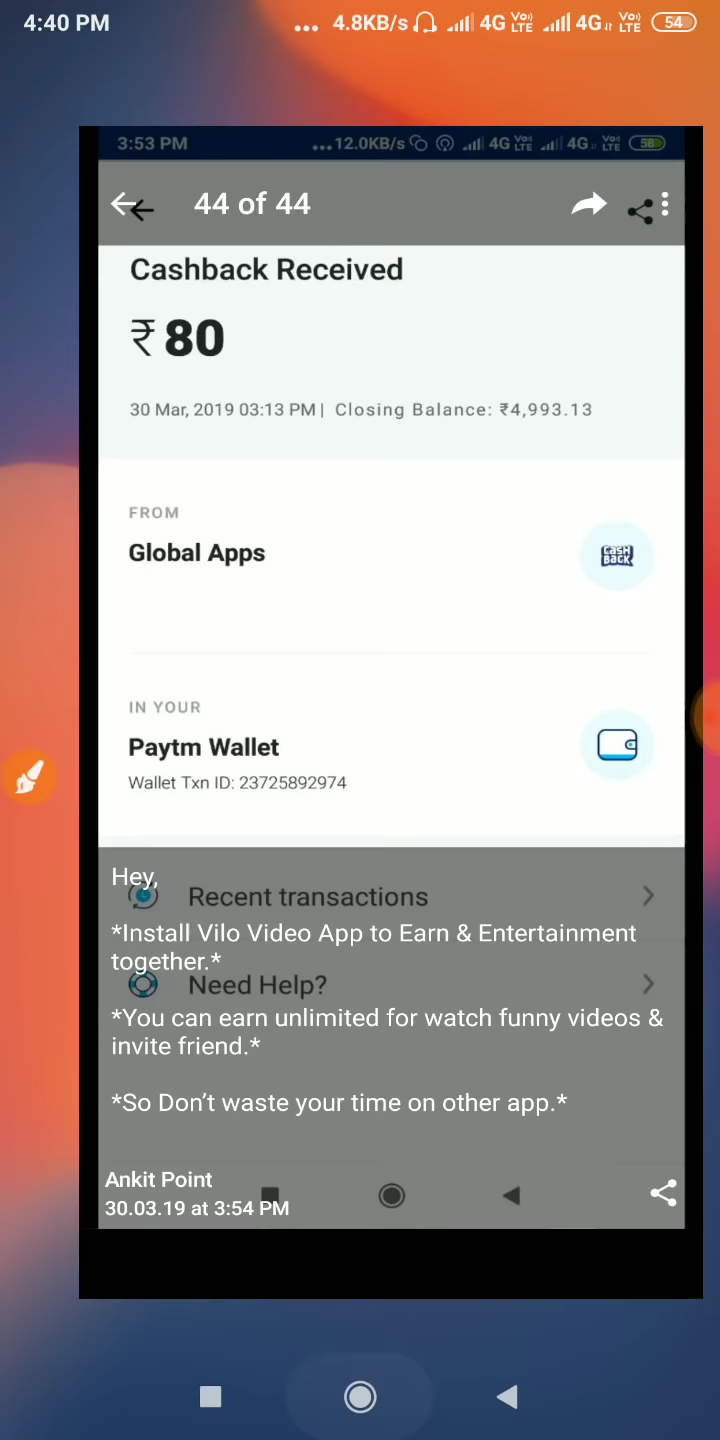 4:40 PM ... 4.8KB/s 4G Vo) LTE 4G Vo) LTE 54
3:53 PM ...12.0KB/s 4G Vo) LTE 4G Vo) LTE 58
44 of 44
Cashback Received
₹80
30 Mar, 2019 03:13 PM | Closing Balance: ₹4,993.13
FROM
Global Apps
CASH BACK
IN YOUR
Paytm Wallet
Wallet Txn ID: 23725892974
Hey,
Recent transactions
*Install Vilo Video App to Earn & Entertainment
together.*
Need Help?
*You can earn unlimited for watch funny videos &
invite friend.*
*So Don't waste your time on other app.*
Ankit Point
30.03.19 at 3:54 PM